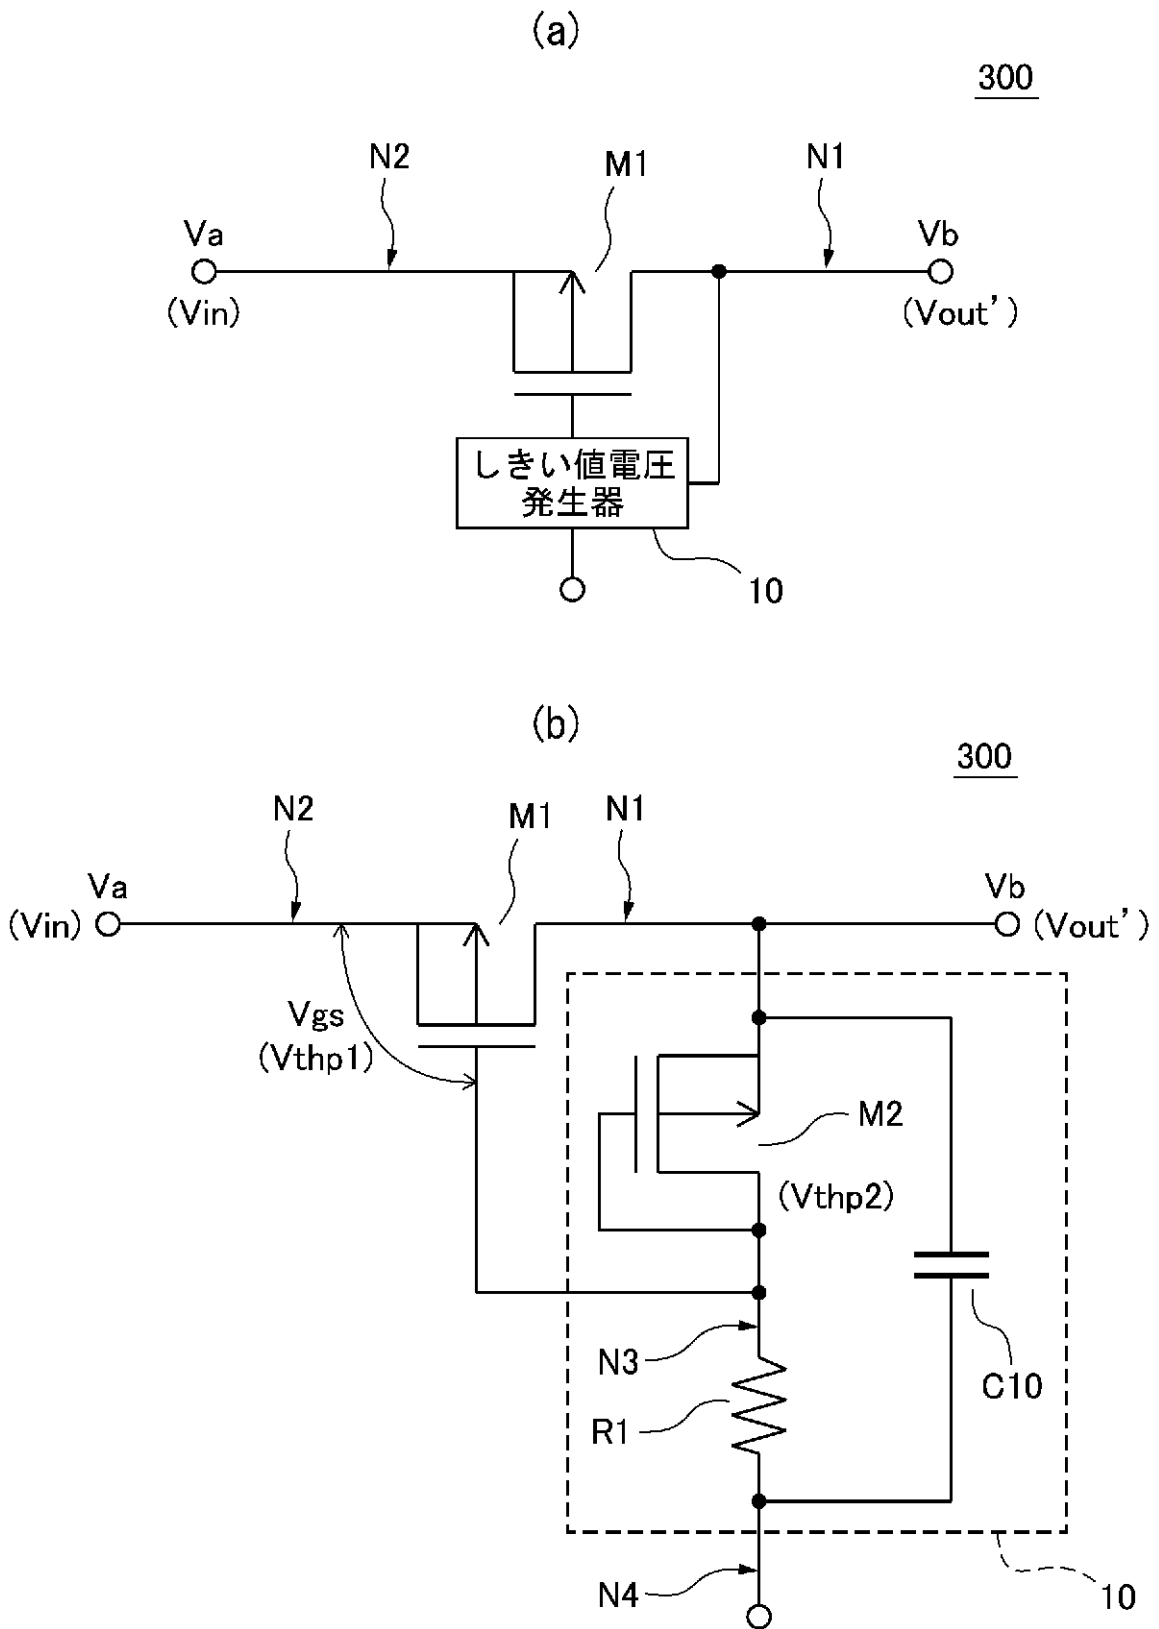 (a)
300
N2
M1
N1
Va
Vb
(Vin)
(Vout')
しきい値電圧
発生器
10
(b)
300
N2
M1
N1
Va
Vb
(Vin)
(Vout')
Vgs
(Vthp1)
M2
(Vthp2)
N3
C10
R1
N4
10